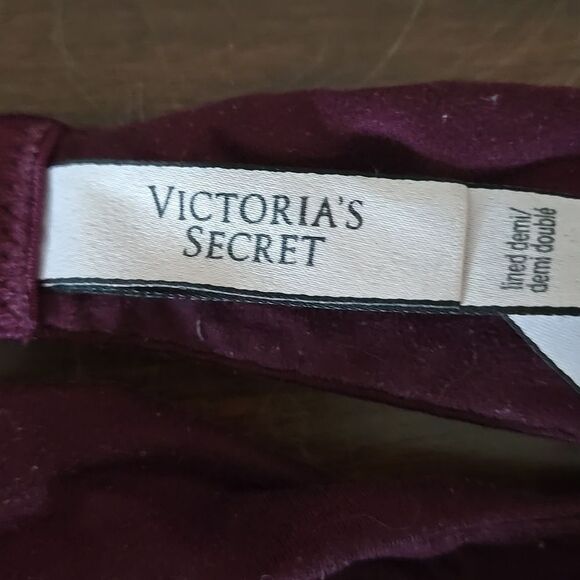 VICTORIA'S
SECRET
lined demi/
demi doublé